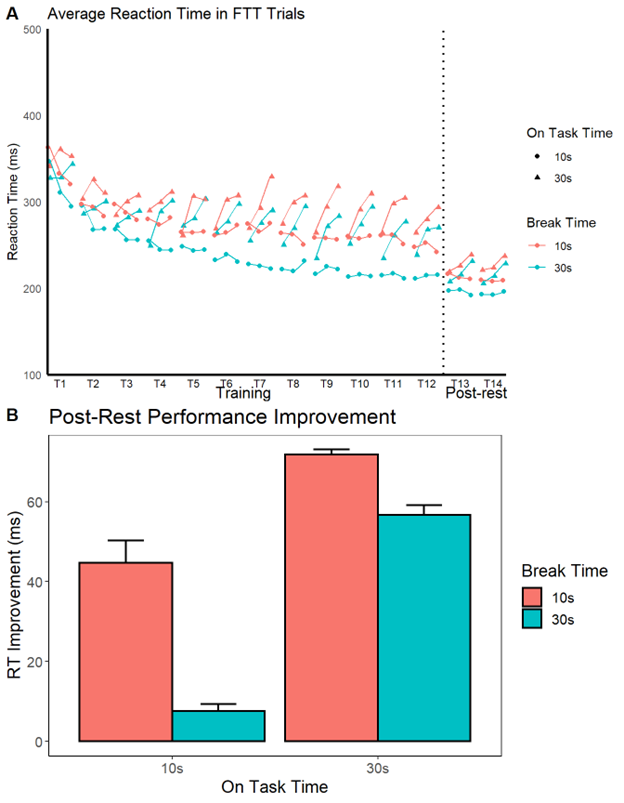 A Average Reaction Time in FTT Trials
500
400
300
200
100
Reaction Time (ms)
T1 T2 T3 T4 T5 T6 T7 T8 T9 T10 T11 T12 T13 T14
Training Post-rest
On Task Time
10s
30s
Break Time
10s
30s
B Post-Rest Performance Improvement
60
40
20
0
RT Improvement (ms)
10s 30s
On Task Time
Break Time
10s
30s